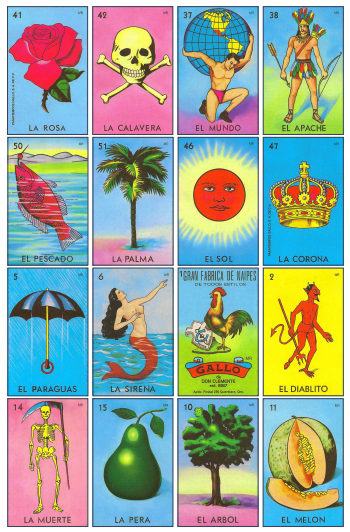 41
LA ROSA
42
LA CALAVERA
37
EL MUNDO
38
EL APACHE
50
EL PESCADO
51
LA PALMA
46
EL SOL
47
LA CORONA
5
EL PARAGUAS
6
LA SIRENA
GRAN FABRICA DE NAIPES
DE TODOS ESTILOS
GALLO
DON CLEMENTE
2
EL DIABLITO
14
LA MUERTE
15
LA PERA
10
EL ARBOL
11
EL MELON